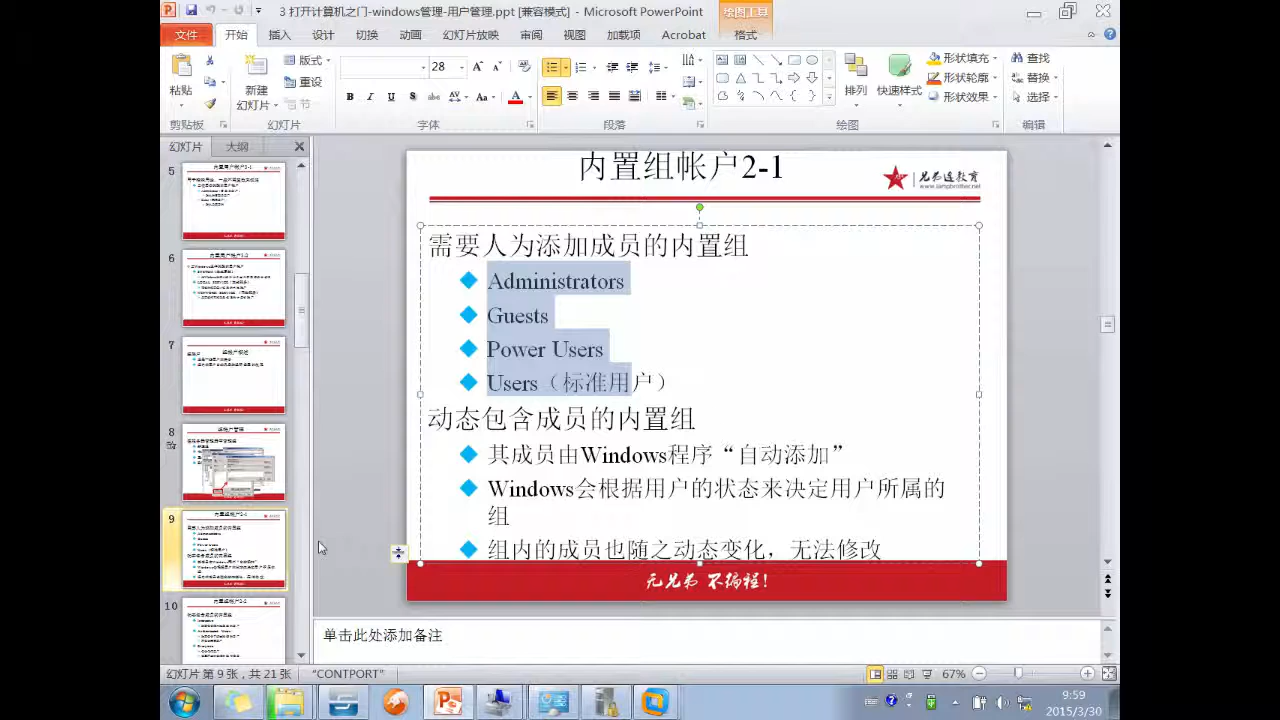 3 打开计算机之门-windows管理-用户管理.ppt [兼容模式] - Microsoft PowerPoint
绘图工具
文件 开始 插入 设计 切换 动画 幻灯片放映 审阅 视图 加载项 Acrobat 格式
粘贴
新建
幻灯片
版式
重设
节
28
排列 快速样式
形状填充
形状轮廓
形状效果
查找
替换
选择
剪贴板 幻灯片 字体 段落 绘图 编辑
幻灯片 大纲
5
6
7
8
9
10
内置组帐户2-1
兄弟连教育
www.lampbrother.net
需要人为添加成员的内置组
Administrators
Guests
Power Users
Users（标准用户）
动态包含成员的内置组
其成员由Windows程序“自动添加”
Windows会根据用户的状态来决定用户所属的
组
组内的成员也随之动态变化，无法修改
无兄弟 不编程!
单击此处添加备注
幻灯片 第 9 张，共 21 张 "CONTPORT" 67%
9:59
2015/3/30